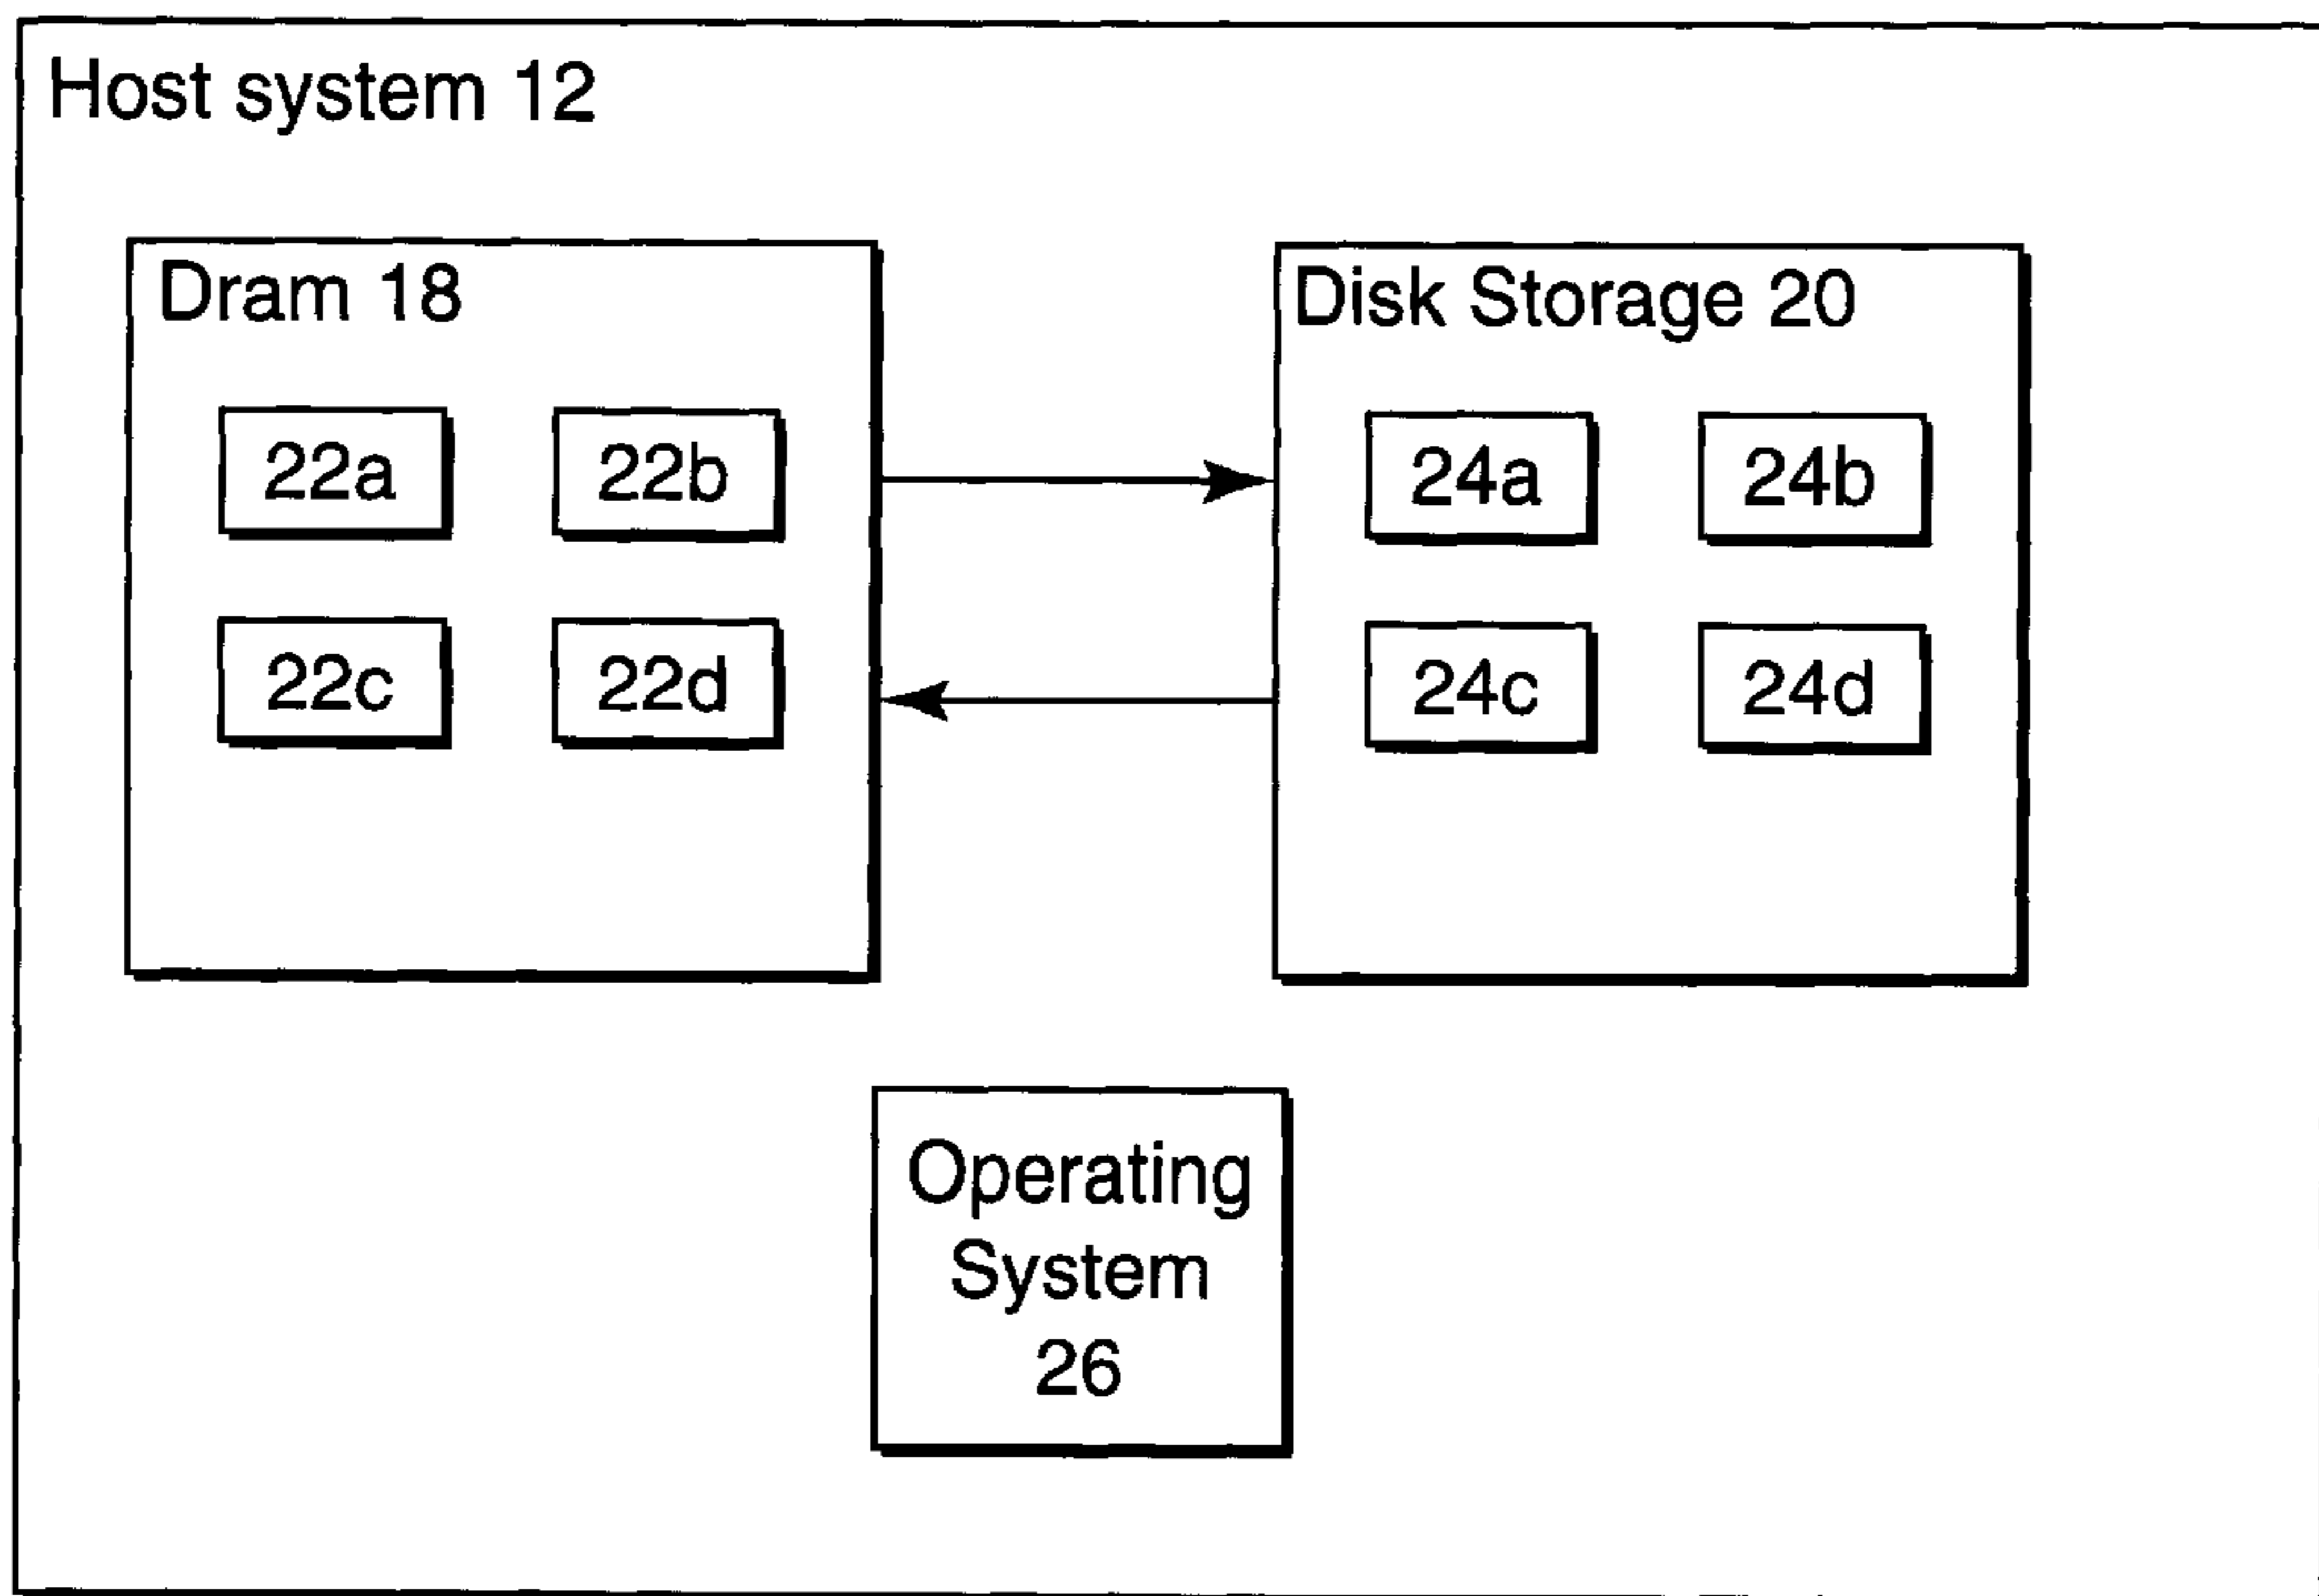 Host system 12
Dram 18
22a
22b
22c
22d
Disk Storage 20
24a
24b
24c
24d
Operating
System
26